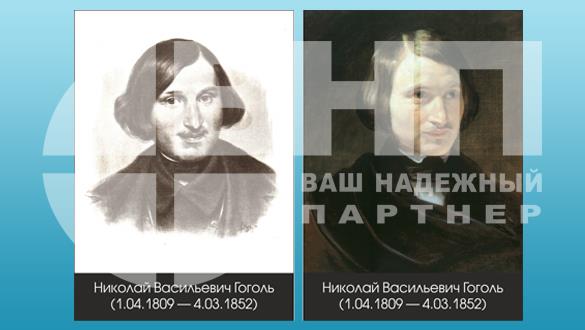 ФНП
ВАШ НАДЕЖНЫЙ
ПАРТНЕР
Николай Васильевич Гоголь
(1.04.1809 — 4.03.1852)
Николай Васильевич Гоголь
(1.04.1809 — 4.03.1852)